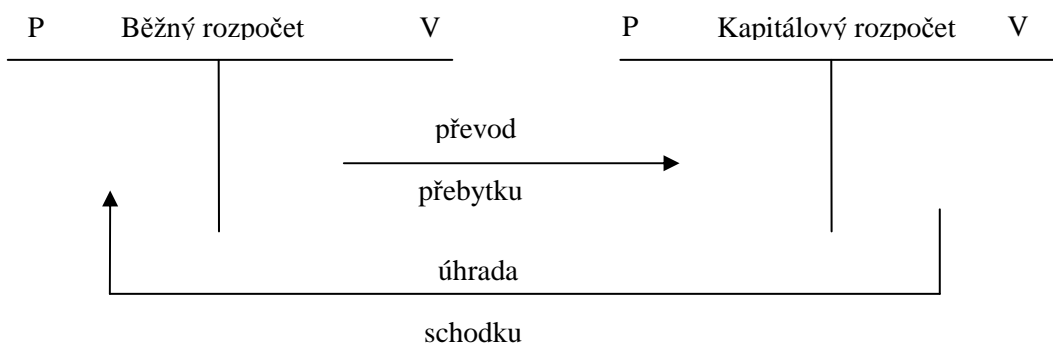 P Běžný rozpočet V P Kapitálový rozpočet V
převod
přebytku
úhrada
schodku